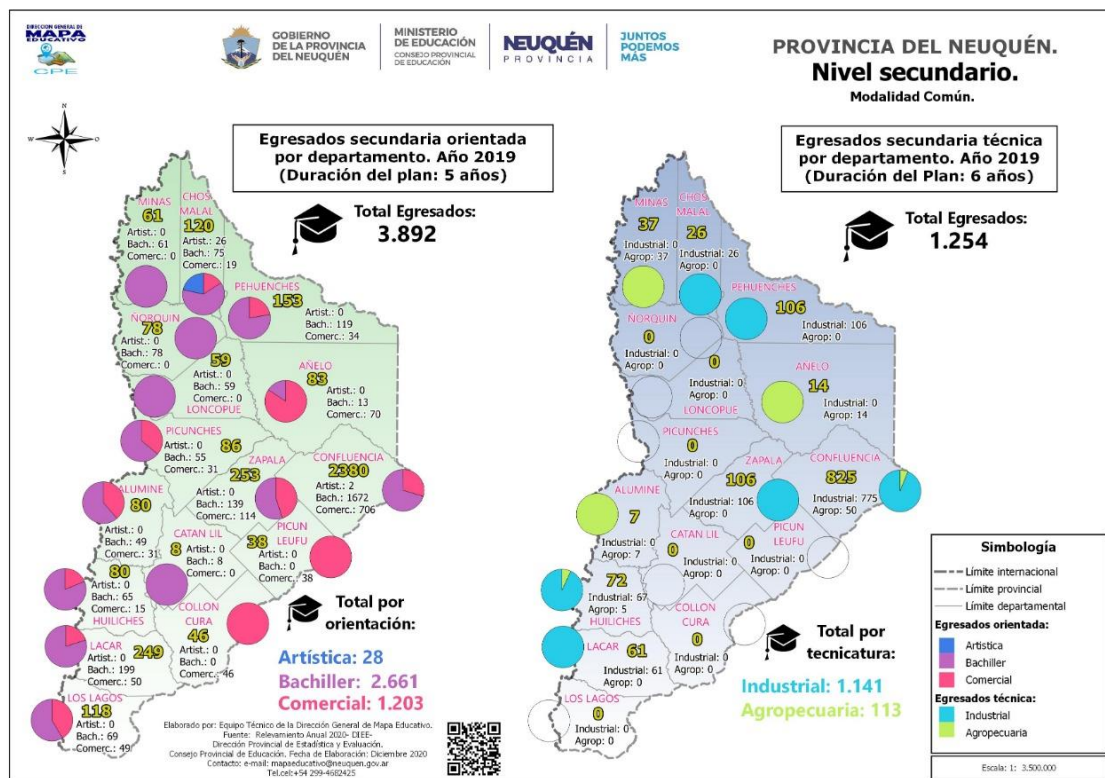 DIRECCION GENERAL DE
MAPA
EDUCATIVO
CPE
GOBIERNO
DE LA PROVINCIA
DEL NEUQUÉN
MINISTERIO
DE EDUCACIÓN
CONSEJO PROVINCIAL
DE EDUCACIÓN
NEUQUÉN
PROVINCIA
JUNTOS
PODEMOS
MÁS
PROVINCIA DEL NEUQUÉN.
Nivel secundario.
Modalidad Común.
N
W E
S
Egresados secundaria orientada
por departamento. Año 2019
(Duración del plan: 5 años)
Total Egresados:
3.892
MINAS
61
Artist.: 0
Bach.: 61
Comerc.: 0
CHOS
MALAL
120
Artist.: 26
Bach.: 75
Comerc.: 19
PEHUENCHES
153
Artist.: 0
Bach.: 119
Comerc.: 34
ÑORQUIN
78
Artist.: 0
Bach.: 78
Comerc.: 0
59
Artist.: 0
Bach.: 59
Comerc.: 0
LONCOPUE
AÑELO
83
Artist.: 0
Bach.: 13
Comerc.: 70
PICUNCHES
86
Artist.: 0
Bach.: 55
Comerc.: 31
ZAPALA
253
Artist.: 0
Bach.: 139
Comerc.: 114
CONFLUENCIA
2380
Artist.: 2
Bach.: 1672
Comerc.: 706
ALUMINE
80
Artist.: 0
Bach.: 49
Comerc.: 31
CATAN LIL
8
Artist.: 0
Bach.: 8
Comerc.: 0
PICUN
LEUFU
38
Artist.: 0
Bach.: 0
Comerc.: 38
80
Artist.: 0
Bach.: 65
Comerc.: 15
HUILICHES
COLLON
CURA
46
Artist.: 0
Bach.: 0
Comerc.: 46
LACAR
249
Artist.: 0
Bach.: 199
Comerc.: 50
LOS LAGOS
118
Artist.: 0
Bach.: 69
Comerc.: 49
Total por
orientación:
Artística: 28
Bachiller: 2.661
Comercial: 1.203
Elaborado por: Equipo Técnico de la Dirección General de Mapa Educativo.
Fuente: Relevamiento Anual 2020- DIEE-
Dirección Provincial de Estadística y Evaluación.
Consejo Provincial de Educación. Fecha de Elaboración: Diciembre 2020
Contacto: e-mail: mapaeducativo@neuquen.gov.ar
Tel.cel:+54 299-4682425
Egresados secundaria técnica
por departamento. Año 2019
(Duración del Plan: 6 años)
Total Egresados:
1.254
MINAS
37
Industrial: 0
Agrop: 37
CHOS
MALAL
26
Industrial: 26
Agrop: 0
PEHUENCHES
106
Industrial: 106
Agrop: 0
ÑORQUIN
0
Industrial: 0
Agrop: 0
0
Industrial: 0
Agrop: 0
LONCOPUE
AÑELO
14
Industrial: 0
Agrop: 14
PICUNCHES
0
Industrial: 0
Agrop: 0
ZAPALA
106
Industrial: 106
Agrop: 0
CONFLUENCIA
825
Industrial: 775
Agrop: 50
ALUMINE
7
Industrial: 0
Agrop: 7
CATAN LIL
0
Industrial: 0
Agrop: 0
PICUN
LEUFU
0
Industrial: 0
Agrop: 0
72
Industrial: 67
Agrop: 5
HUILICHES
COLLON
CURA
0
Industrial: 0
Agrop: 0
LACAR
61
Industrial: 61
Agrop: 0
LOS LAGOS
0
Industrial: 0
Agrop: 0
Total por
tecnicatura:
Industrial: 1.141
Agropecuaria: 113
Simbología
Límite internacional
Límite provincial
Límite departamental
Egresados orientada:
Artistica
Bachiller
Comercial
Egresados técnica:
Industrial
Agropecuaria
Escala: 1: 3.500.000